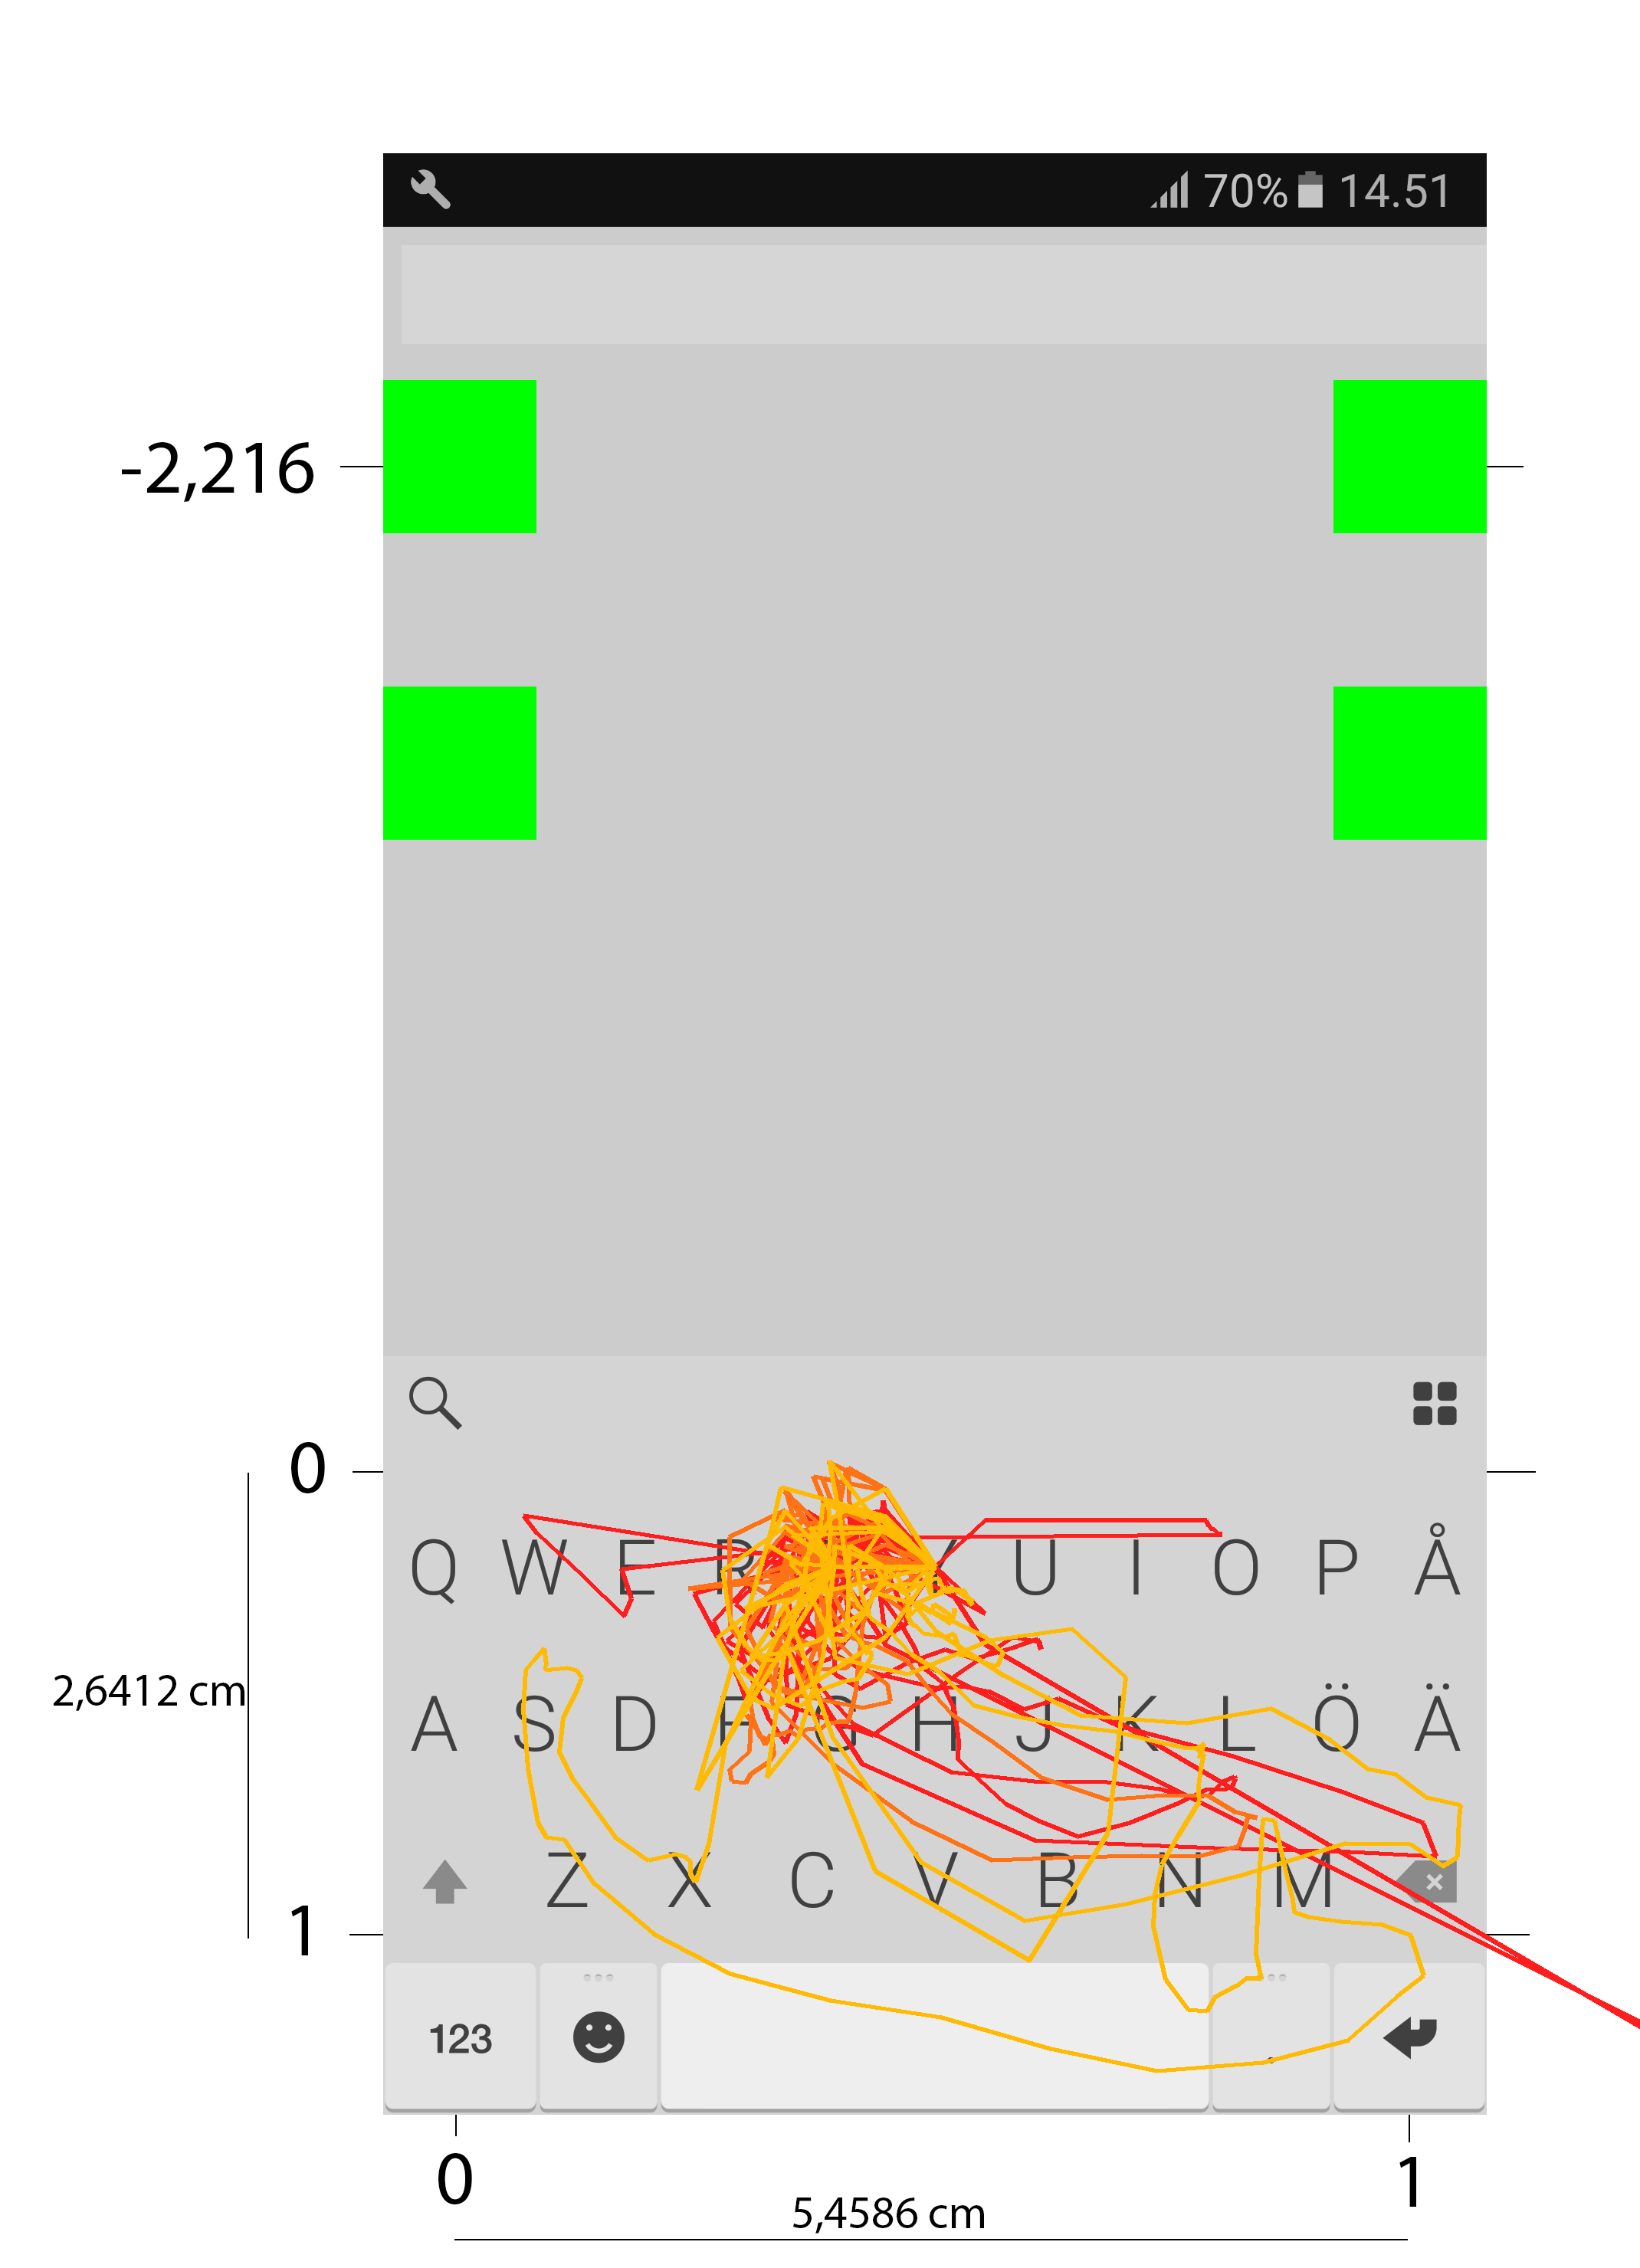 70% 14.51
-2,216
0
Q W E R Y U I O P Å
2,6412 cm
A S D F G H J K L Ö Ä
Z X C V B N M
1
123 .
0 1
5,4586 cm